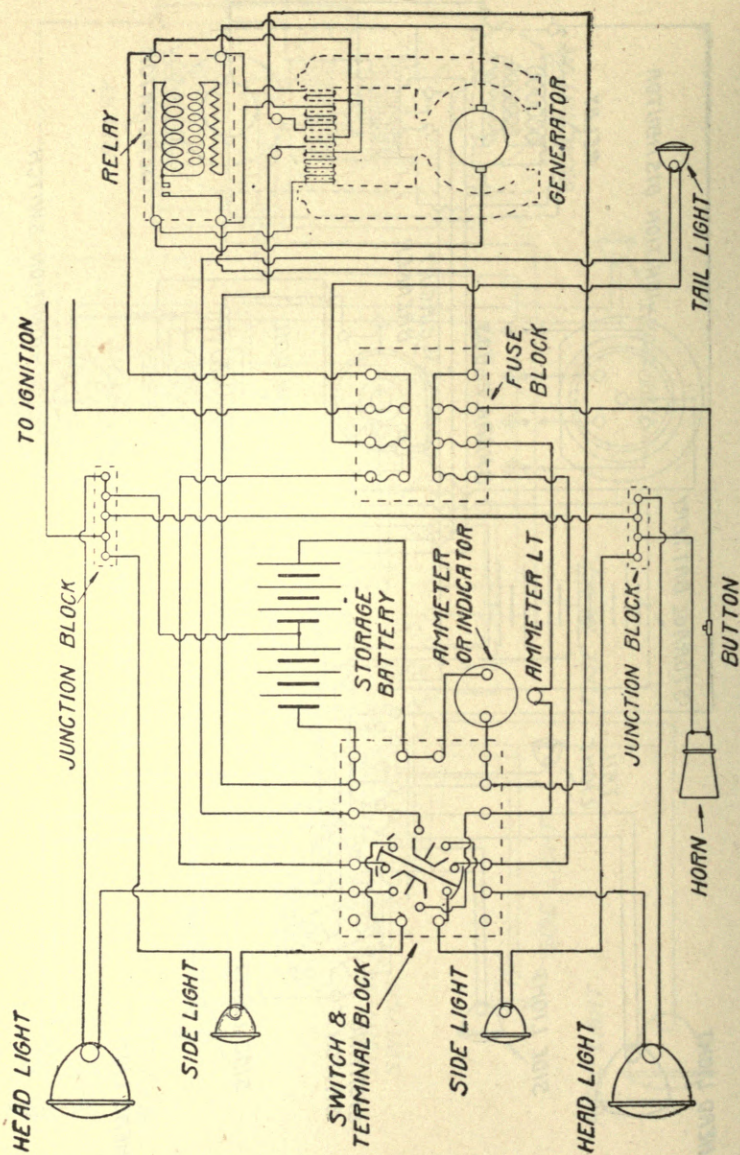 RELAY
GENERATOR
TAIL LIGHT
TO IGNITION
FUSE
BLOCK
JUNCTION BLOCK
STORAGE
BATTERY
AMMETER
OR INDICATOR
AMMETER LT
JUNCTION BLOCK
BUTTON
HORN
HEAD LIGHT
SIDE LIGHT
SWITCH &
TERMINAL BLOCK
SIDE LIGHT
HEAD LIGHT